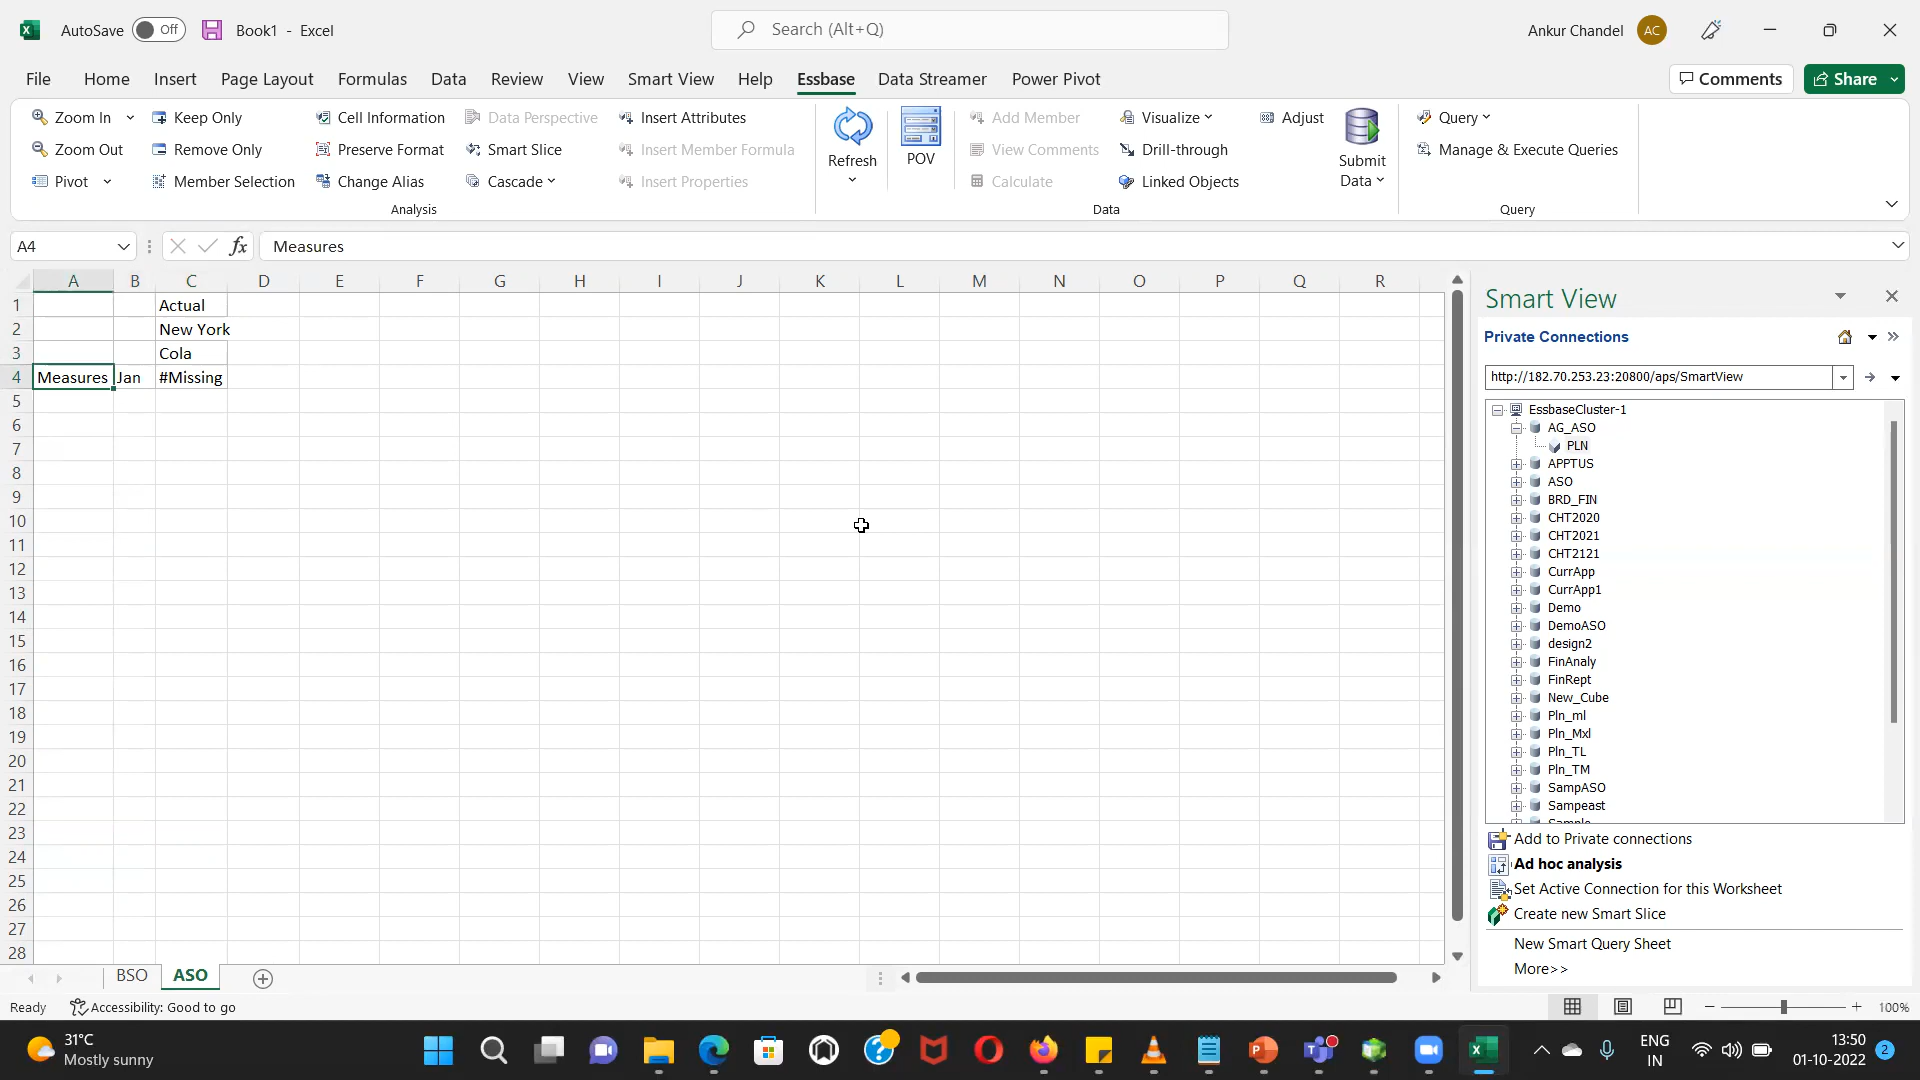 AutoSave Off Book1 - Excel Search (Alt+Q) Ankur Chandel AC
File Home Insert Page Layout Formulas Data Review View Smart View Help Essbase Data Streamer Power Pivot Comments Share
Zoom In Keep Only Cell Information Data Perspective Insert Attributes Add Member Visualize Adjust Query
Zoom Out Remove Only Preserve Format Smart Slice Insert Member Formula Refresh POV View Comments Drill-through Submit Data Manage & Execute Queries
Pivot Member Selection Change Alias Cascade Insert Properties Calculate Linked Objects
Analysis Data Query
A4 fx Measures
A B C D E F G H I J K L M N O P Q R
1 Actual
2 New York
3 Cola
4 Measures Jan #Missing
5
6
7
8
9
10
11
12
13
14
15
16
17
18
19
20
21
22
23
24
25
26
27
28
Smart View
Private Connections
http://182.70.253.23:20800/aps/SmartView
EssbaseCluster-1
AG_ASO
PLN
APPTUS
ASO
BRD_FIN
CHT2020
CHT2021
CHT2121
CurrApp
CurrApp1
Demo
DemoASO
design2
FinAnaly
FinRept
New_Cube
Pln_ml
Pln_Mxl
Pln_TL
Pln_TM
SampASO
Sampeast
Add to Private connections
Ad hoc analysis
Set Active Connection for this Worksheet
Create new Smart Slice
New Smart Query Sheet
More>>
BSO ASO
Ready Accessibility: Good to go 100%
31°C
Mostly sunny
ENG
IN
13:50
01-10-2022
2